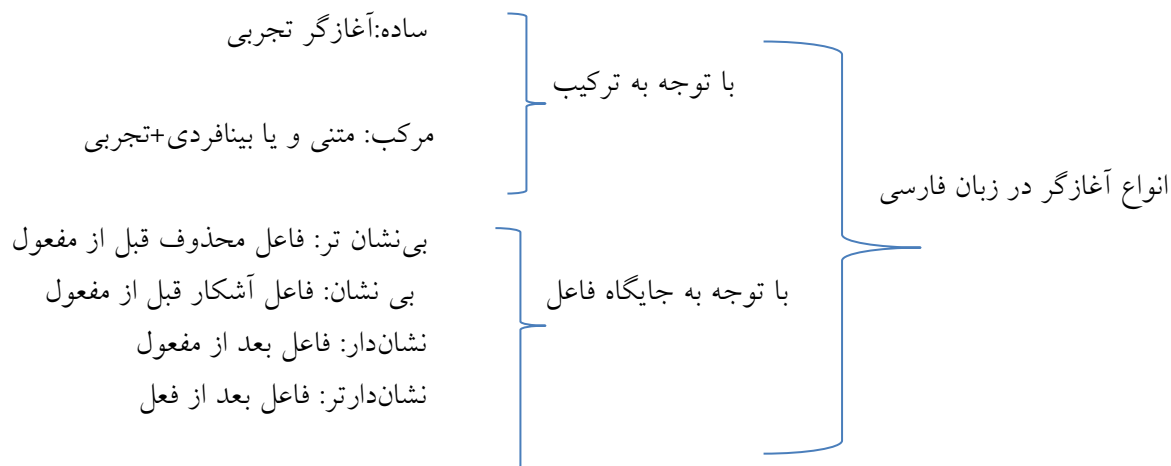 انواع آغازگر در زبان فارسی
با توجه به ترکیب
ساده:آغازگر تجربی
مرکب: متنی و یا بینافردی+تجربی
با توجه به جایگاه فاعل
بی‌نشان تر: فاعل محذوف قبل از مفعول
بی نشان: فاعل آشکار قبل از مفعول
نشان‌دار: فاعل بعد از مفعول
نشان‌دارتر: فاعل بعد از فعل